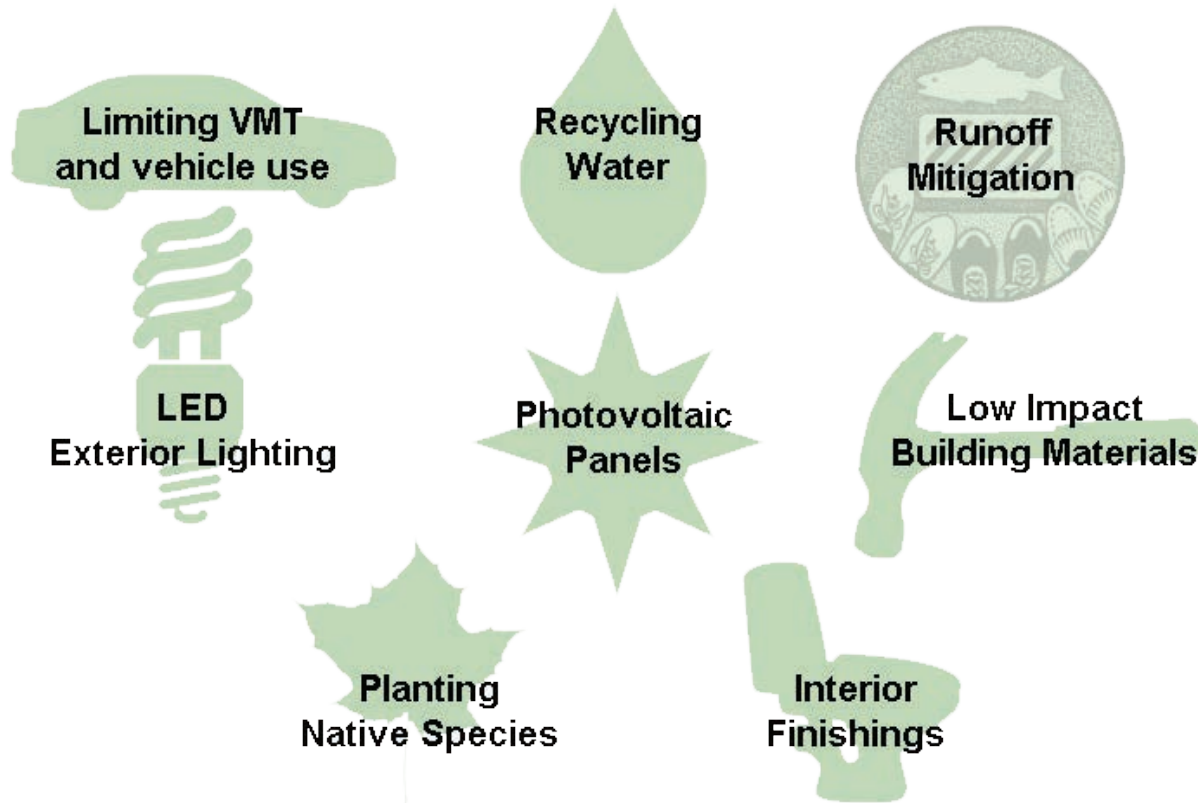 Limiting VMT
and vehicle use
Recycling
Water
Runoff
Mitigation
LED
Exterior Lighting
Photovoltaic
Panels
Low Impact
Building Materials
Planting
Native Species
Interior
Finishings